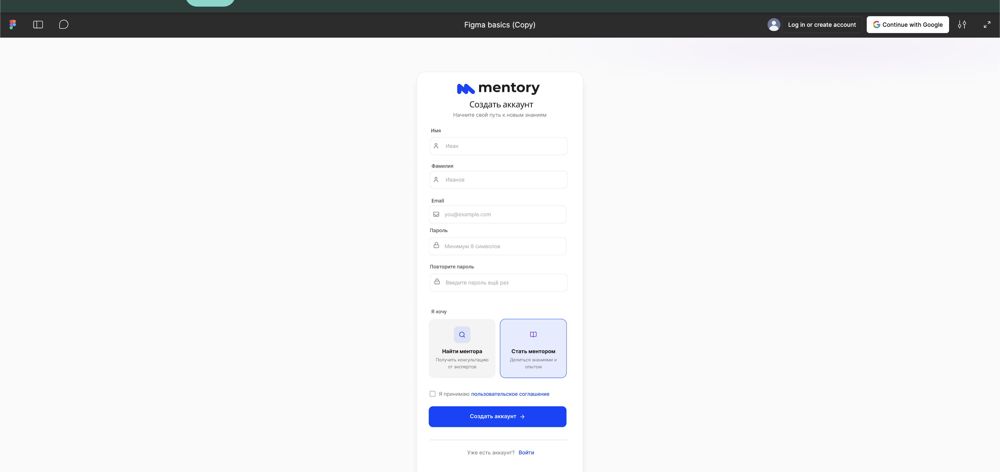 Figma basics (Copy)
Log in or create account
Continue with Google
mentory
Создать аккаунт
Начните свой путь к новым знаниям
Имя
Иван
Фамилия
Иванов
Email
you@example.com
Пароль
Минимум 8 символов
Повторите пароль
Введите пароль ещё раз
Я хочу
Найти ментора
Получить консультацию
от экспертов
Стать ментором
Делиться знаниями и
опытом
Я принимаю пользовательское соглашение
Создать аккаунт →
Уже есть аккаунт? Войти